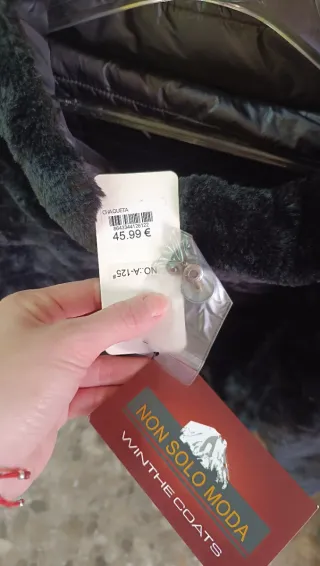 CHAQUETA
45.99 €
NO.:A-125#
NON SOLO MODA
WINTHE COATS